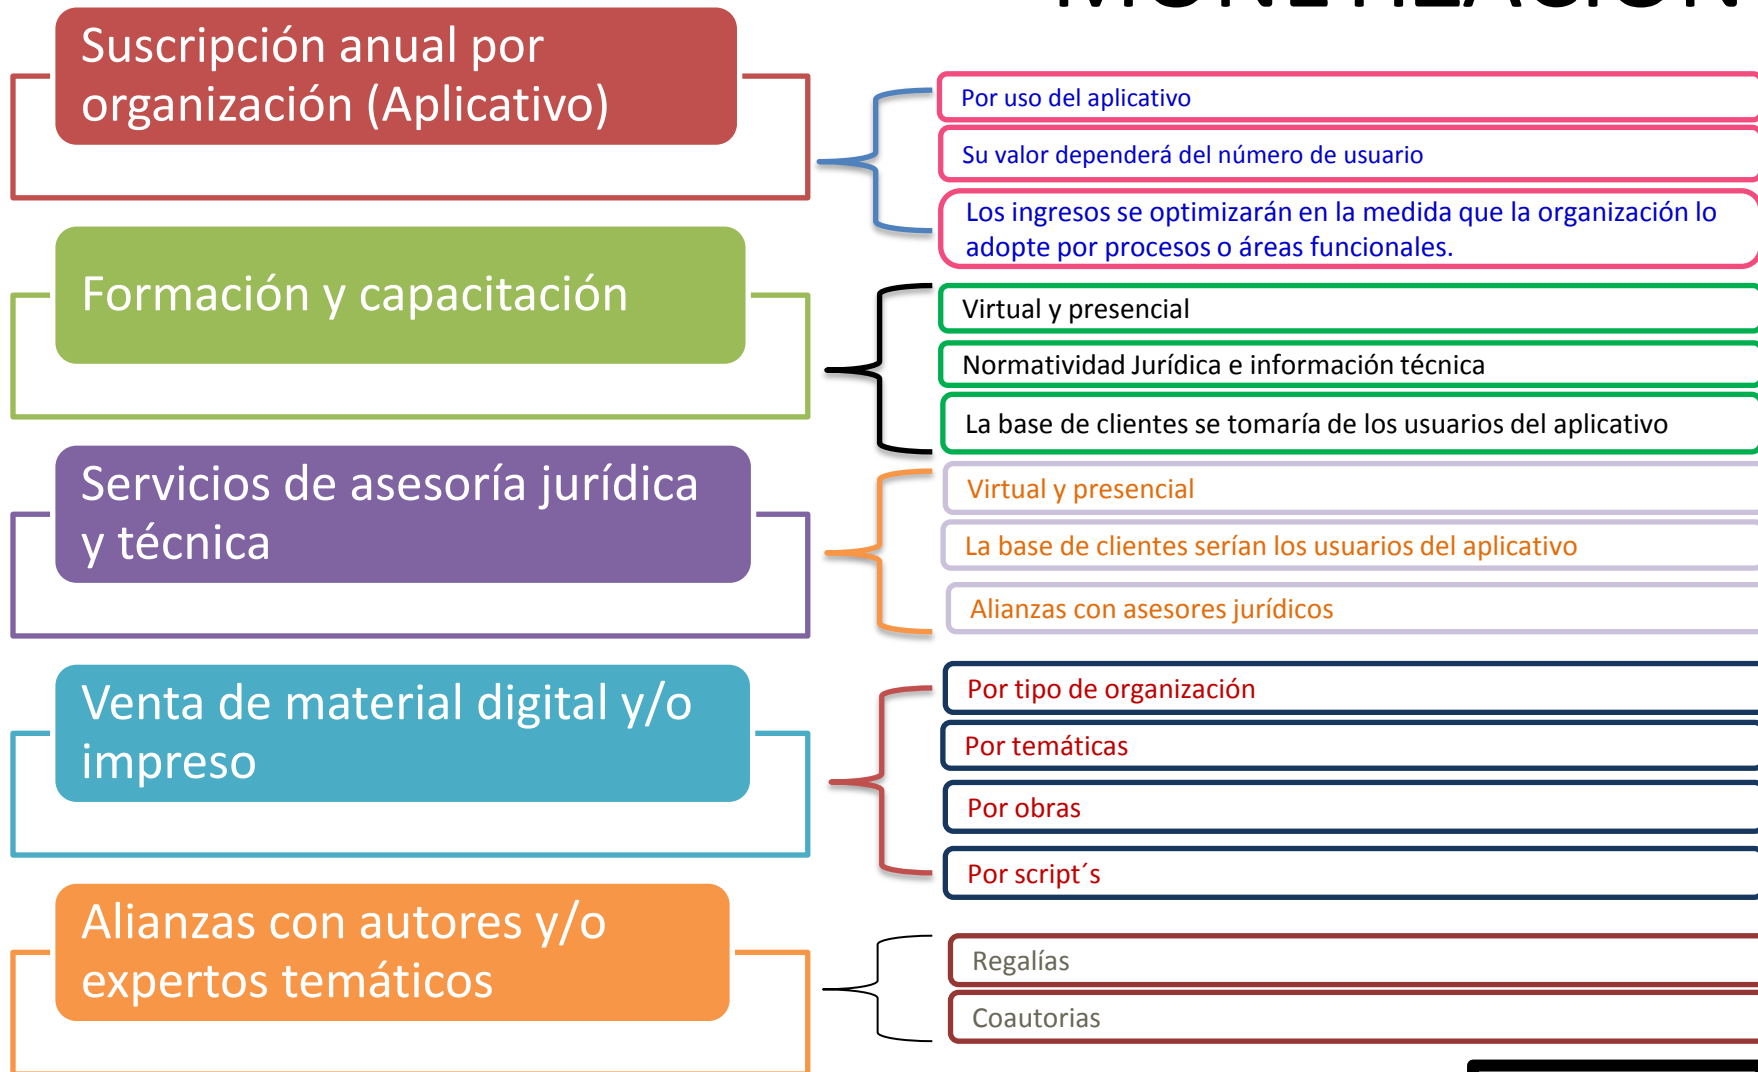 MONETIZACIÓN
Suscripción anual por
organización (Aplicativo)
Por uso del aplicativo
Su valor dependerá del número de usuario
Los ingresos se optimizarán en la medida que la organización lo
adopte por procesos o áreas funcionales.
Formación y capacitación
Virtual y presencial
Normatividad Jurídica e información técnica
La base de clientes se tomaría de los usuarios del aplicativo
Servicios de asesoría jurídica
y técnica
Virtual y presencial
La base de clientes serían los usuarios del aplicativo
Alianzas con asesores jurídicos
Venta de material digital y/o
impreso
Por tipo de organización
Por temáticas
Por obras
Por script´s
Alianzas con autores y/o
expertos temáticos
Regalías
Coautorias